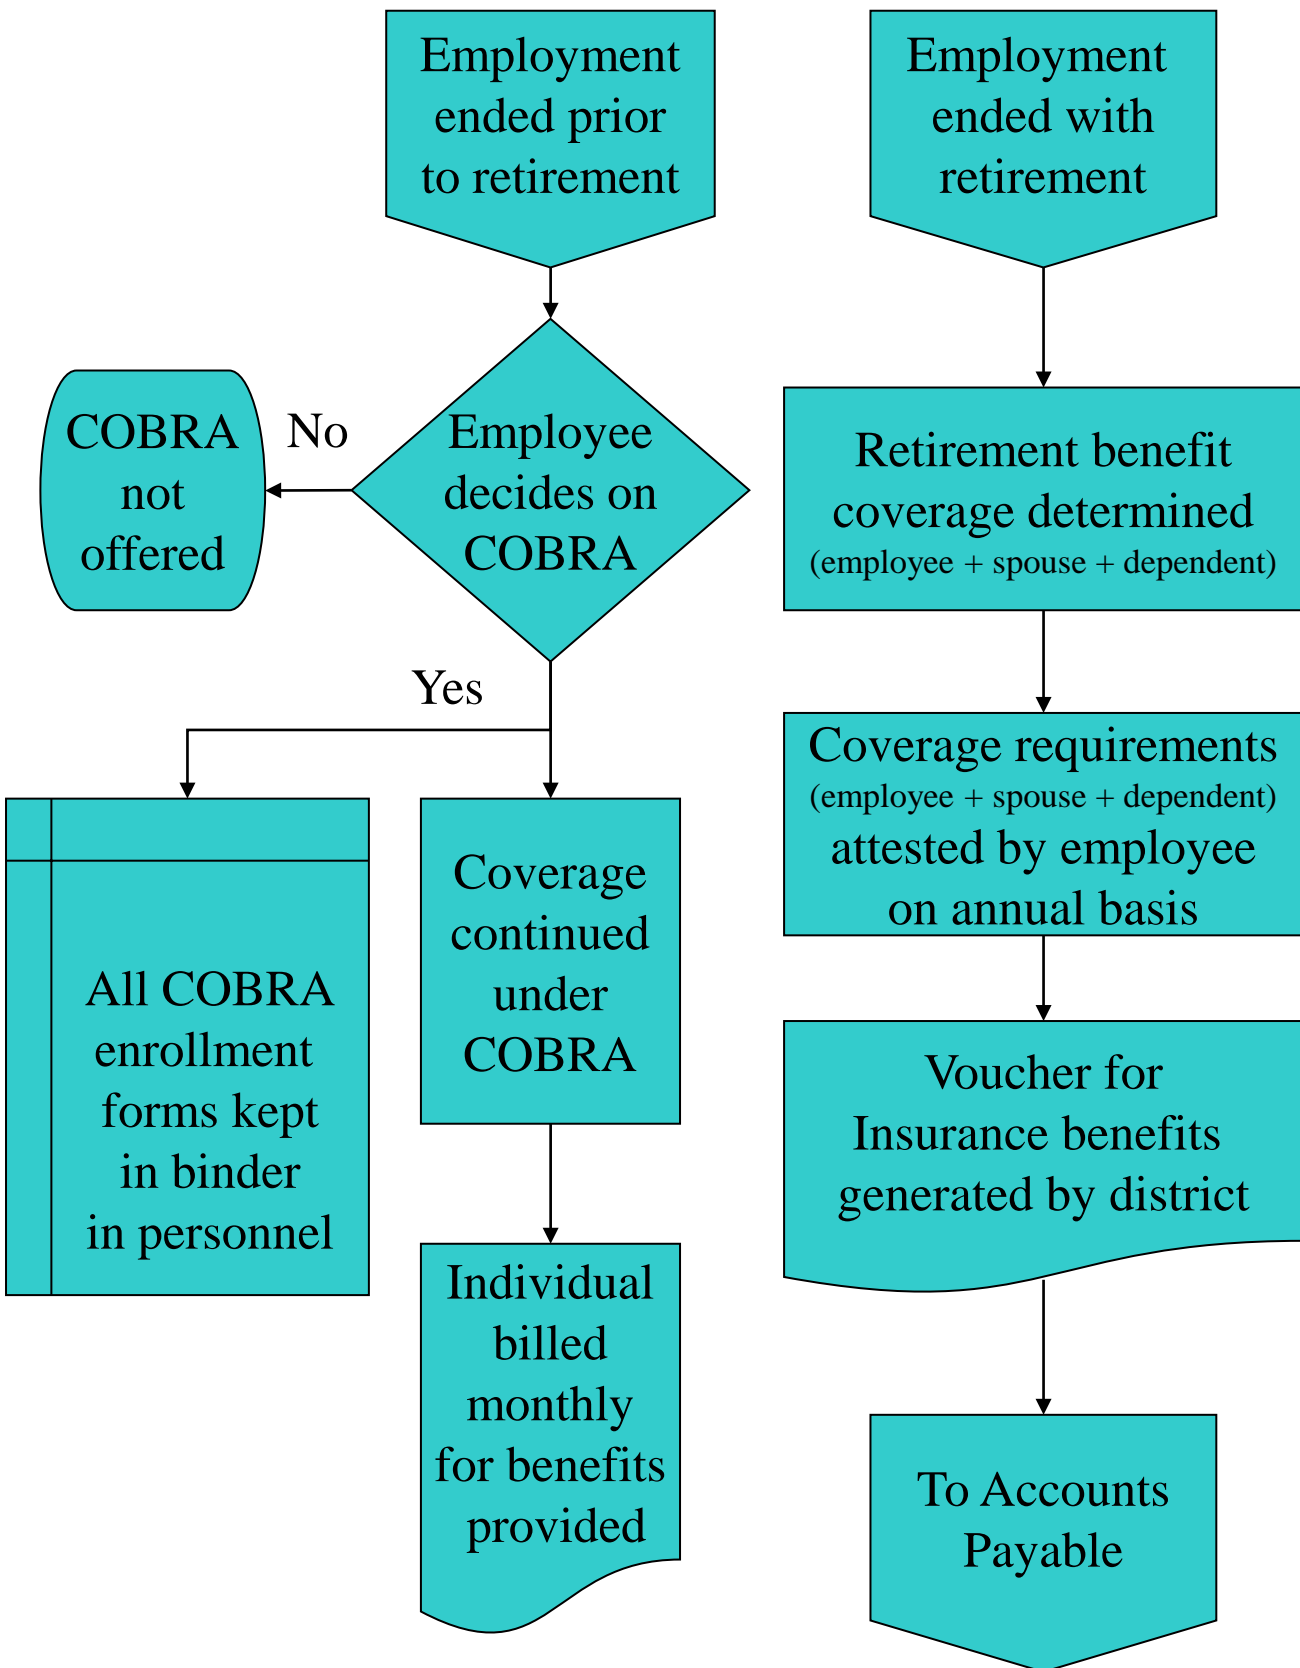 Employment
ended prior
to retirement
Employment
ended with
retirement
COBRA
not
offered
No
Employee
decides on
COBRA
Retirement benefit
coverage determined
(employee + spouse + dependent)
Yes
Coverage requirements
(employee + spouse + dependent)
attested by employee
on annual basis
All COBRA
enrollment
forms kept
in binder
in personnel
Coverage
continued
under
COBRA
Voucher for
Insurance benefits
generated by district
Individual
billed
monthly
for benefits
provided
To Accounts
Payable